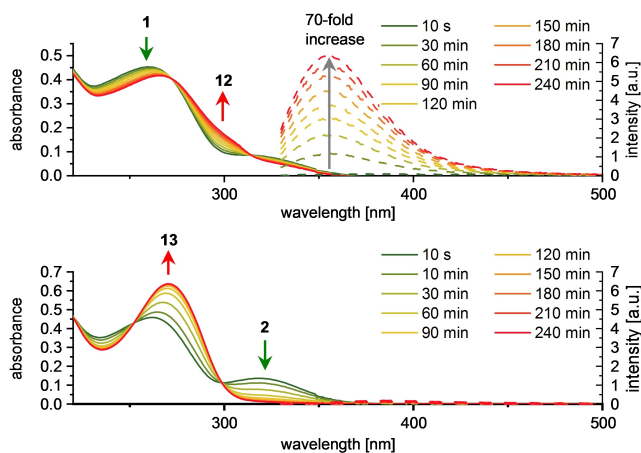 1
12
70-fold
increase
10 s
30 min
60 min
90 min
120 min
150 min
180 min
210 min
240 min
absorbance
0.5
0.4
0.3
0.2
0.1
0.0
7
6
5
4
3
2
1
0
intensity [a.u.]
300
400
500
wavelength [nm]
13
2
10 s
10 min
30 min
60 min
90 min
120 min
150 min
180 min
210 min
240 min
absorbance
0.7
0.6
0.5
0.4
0.3
0.2
0.1
0.0
7
6
5
4
3
2
1
0
intensity [a.u.]
300
400
500
wavelength [nm]